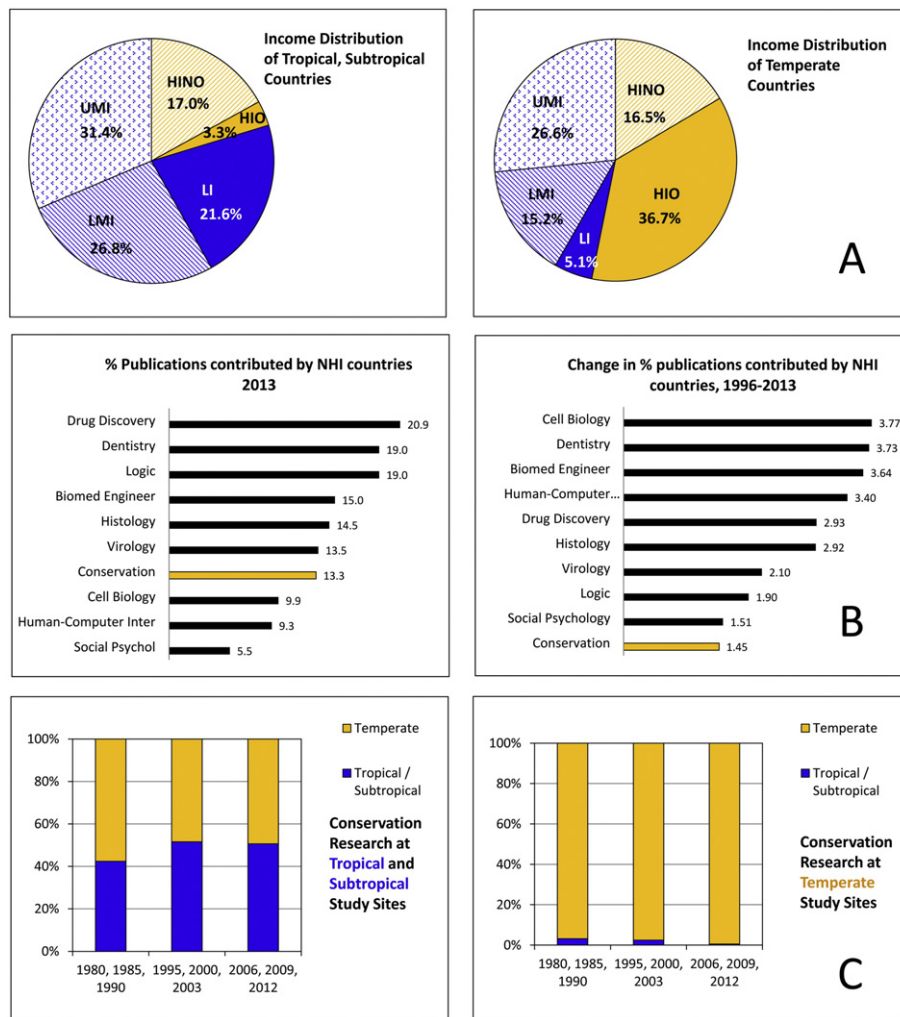 Income Distribution
of Tropical, Subtropical
Countries
HINO
17.0%
HIO
3.3%
LI
21.6%
LMI
26.8%
UMI
31.4%
Income Distribution
of Temperate
Countries
HINO
16.5%
HIO
36.7%
LI
5.1%
LMI
15.2%
UMI
26.6%
A
% Publications contributed by NHI countries
2013
Drug Discovery 20.9
Dentistry 19.0
Logic 19.0
Biomed Engineer 15.0
Histology 14.5
Virology 13.5
Conservation 13.3
Cell Biology 9.9
Human-Computer Inter 9.3
Social Psychol 5.5
Change in % publications contributed by NHI
countries, 1996-2013
Cell Biology 3.77
Dentistry 3.73
Biomed Engineer 3.64
Human-Computer... 3.40
Drug Discovery 2.93
Histology 2.92
Virology 2.10
Logic 1.90
Social Psychology 1.51
Conservation 1.45
B
100%
80%
60%
40%
20%
0%
1980, 1985,
1990
1995, 2000,
2003
2006, 2009,
2012
Temperate
Tropical /
Subtropical
Conservation
Research at
Tropical and
Subtropical
Study Sites
100%
80%
60%
40%
20%
0%
1980, 1985,
1990
1995, 2000,
2003
2006, 2009,
2012
Temperate
Tropical /
Subtropical
Conservation
Research at
Temperate
Study Sites
C